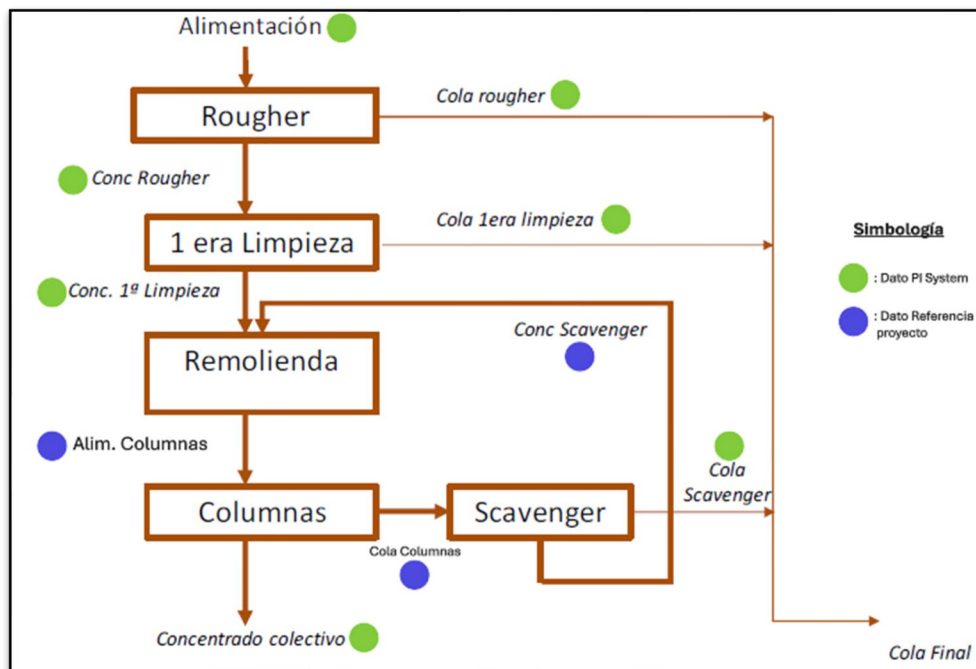 Alimentación
Rougher
Cola rougher
Conc Rougher
1 era Limpieza
Cola 1era limpieza
Conc. 1ª Limpieza
Remolienda
Conc Scavenger
Alim. Columnas
Columnas
Scavenger
Cola
Scavenger
Cola Columnas
Concentrado colectivo
Cola Final
Simbología
: Dato PI System
: Dato Referencia
proyecto